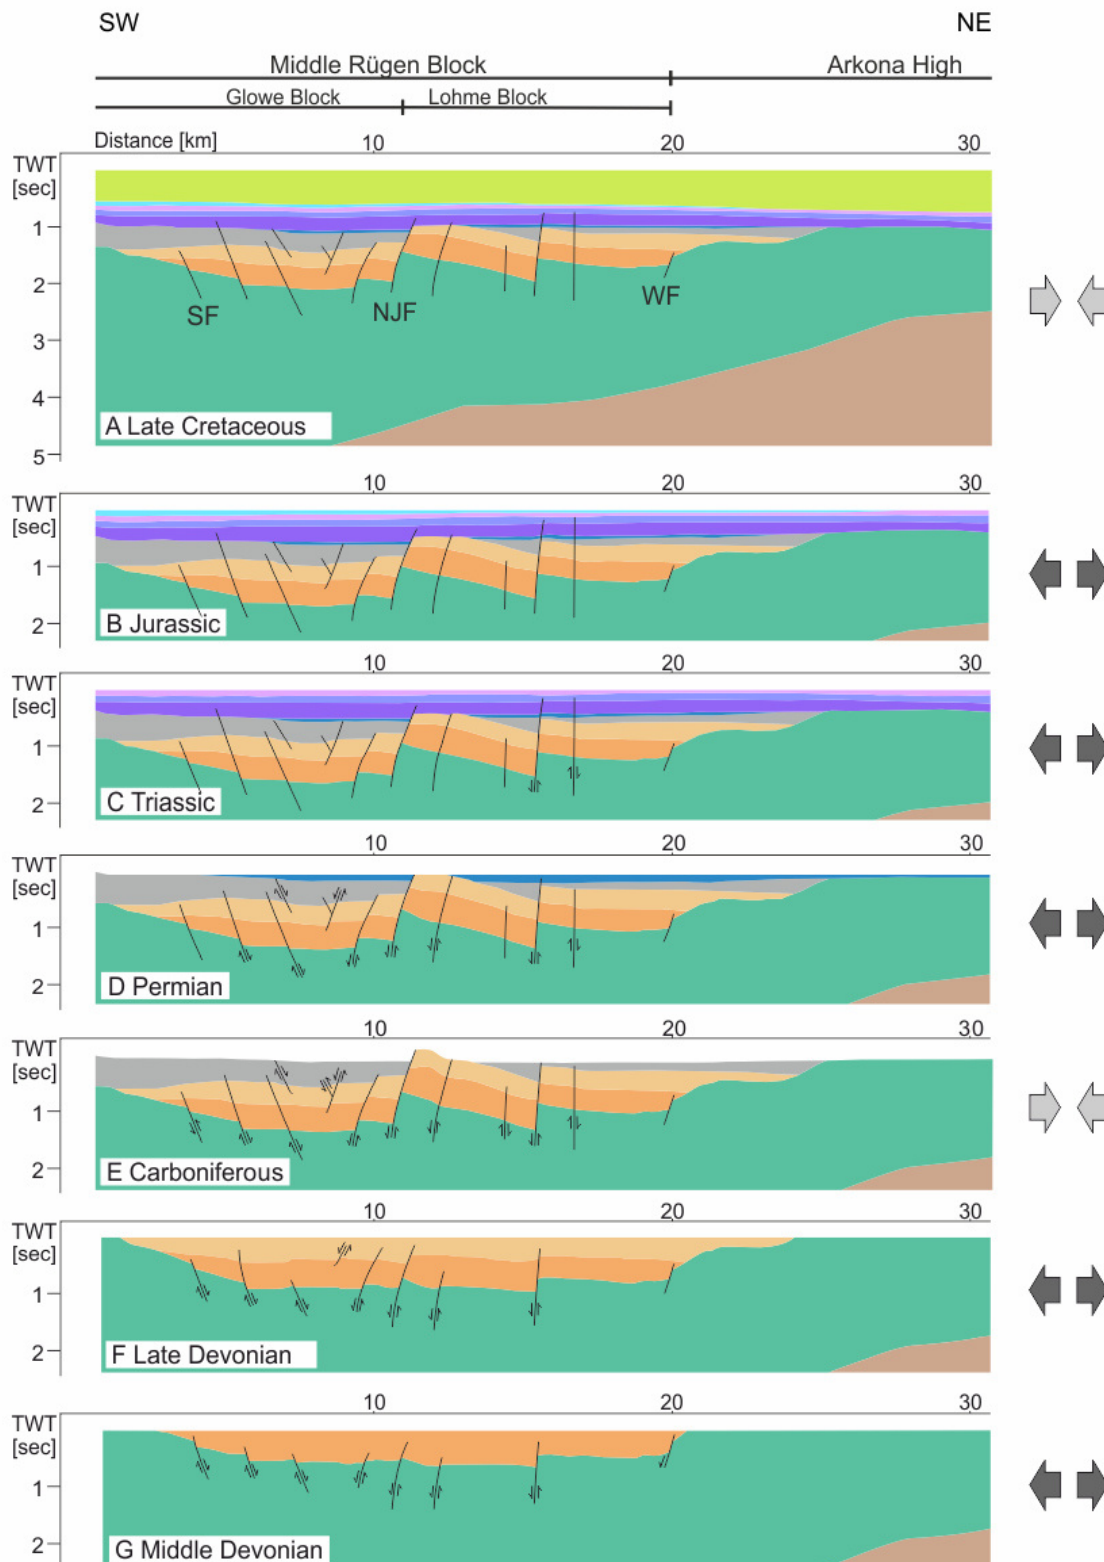 SW NE
Middle Rügen Block Arkona High
Glowe Block Lohme Block
Distance [km] 10 20 30
TWT
[sec]
1
2
SF NJF WF
3
4
A Late Cretaceous
5
10 20 30
TWT
[sec]
1
B Jurassic
2
10 20 30
TWT
[sec]
1
C Triassic
2
10 20 30
TWT
[sec]
1
D Permian
2
10 20 30
TWT
[sec]
1
E Carboniferous
2
10 20 30
TWT
[sec]
1
F Late Devonian
2
10 20 30
TWT
[sec]
1
G Middle Devonian
2